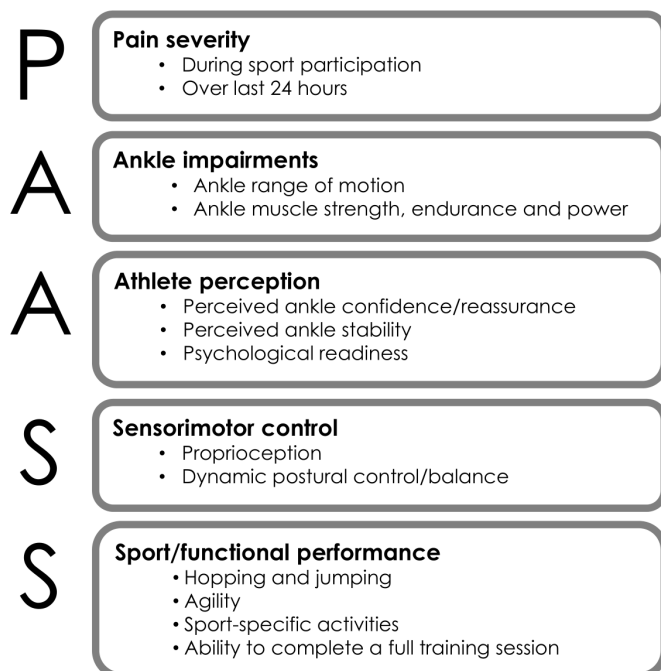 P
Pain severity
• During sport participation
• Over last 24 hours
A
Ankle impairments
• Ankle range of motion
• Ankle muscle strength, endurance and power
A
Athlete perception
• Perceived ankle confidence/reassurance
• Perceived ankle stability
• Psychological readiness
S
Sensorimotor control
• Proprioception
• Dynamic postural control/balance
S
Sport/functional performance
• Hopping and jumping
• Agility
• Sport-specific activities
• Ability to complete a full training session